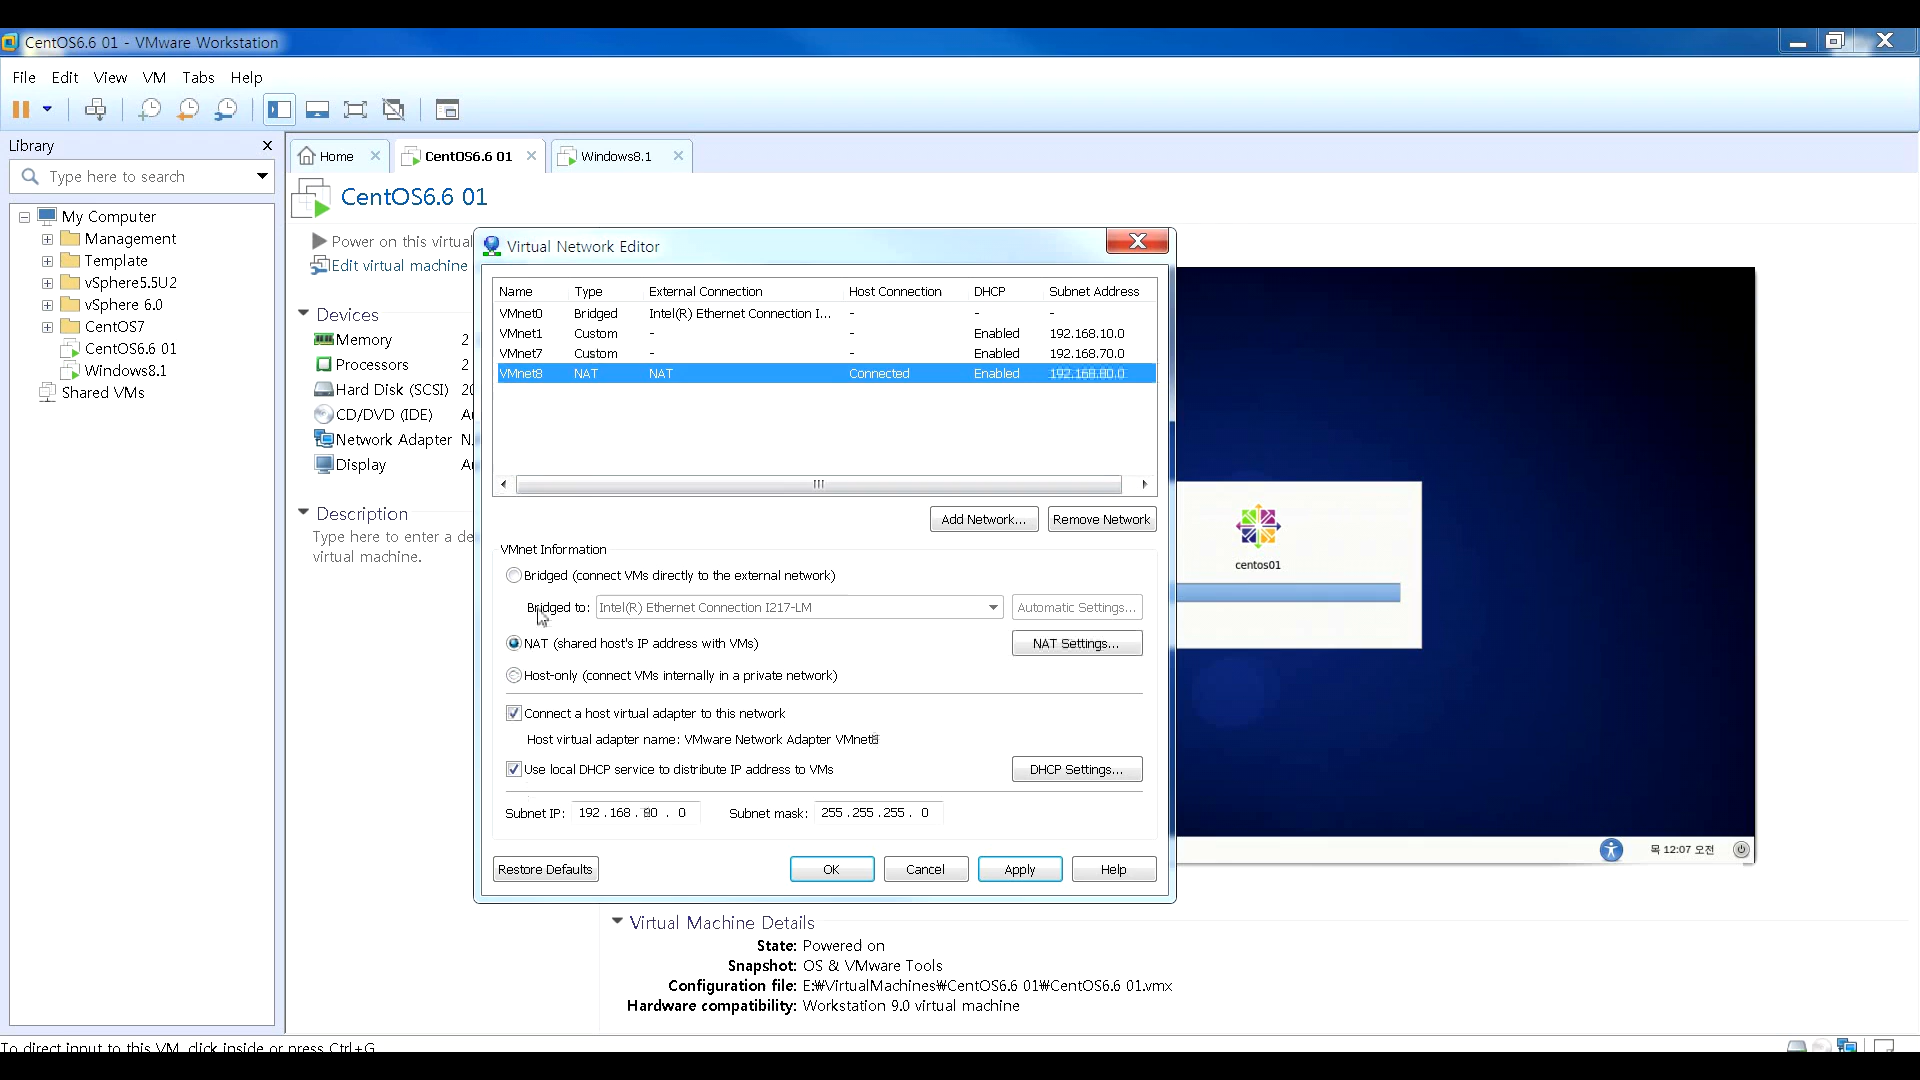 CentOS6.6 01 - VMware Workstation
File Edit View VM Tabs Help
Library
Type here to search
My Computer
Management
Template
vSphere5.5U2
vSphere 6.0
CentOS7
CentOS6.6 01
Windows8.1
Shared VMs
Home
CentOS6.6 01
Windows8.1
CentOS6.6 01
Power on this virtual
Edit virtual machine
Devices
Memory 2
Processors 2
Hard Disk (SCSI) 20
CD/DVD (IDE)
Network Adapter
Display
Description
Type here to enter a de
virtual machine.
Virtual Network Editor
Name Type External Connection Host Connection DHCP Subnet Address
VMnet0 Bridged Intel(R) Ethernet Connection I... - - -
VMnet1 Custom - - Enabled 192.168.10.0
VMnet7 Custom - - Enabled 192.168.70.0
VMnet8 NAT NAT Connected Enabled 192.168.80.0
Add Network... Remove Network
VMnet Information
Bridged (connect VMs directly to the external network)
Bridged to: Intel(R) Ethernet Connection I217-LM Automatic Settings...
NAT (shared host's IP address with VMs) NAT Settings...
Host-only (connect VMs internally in a private network)
Connect a host virtual adapter to this network
Host virtual adapter name: VMware Network Adapter VMnet8
Use local DHCP service to distribute IP address to VMs DHCP Settings...
Subnet IP: 192 . 168 . 80 . 0 Subnet mask: 255 . 255 . 255 . 0
Restore Defaults OK Cancel Apply Help
centos01
목 12:07 오전
Virtual Machine Details
State: Powered on
Snapshot: OS & VMware Tools
Configuration file: E:₩VirtualMachines₩CentOS6.6 01₩CentOS6.6 01.vmx
Hardware compatibility: Workstation 9.0 virtual machine
To direct input to this VM, click inside or press Ctrl+G.